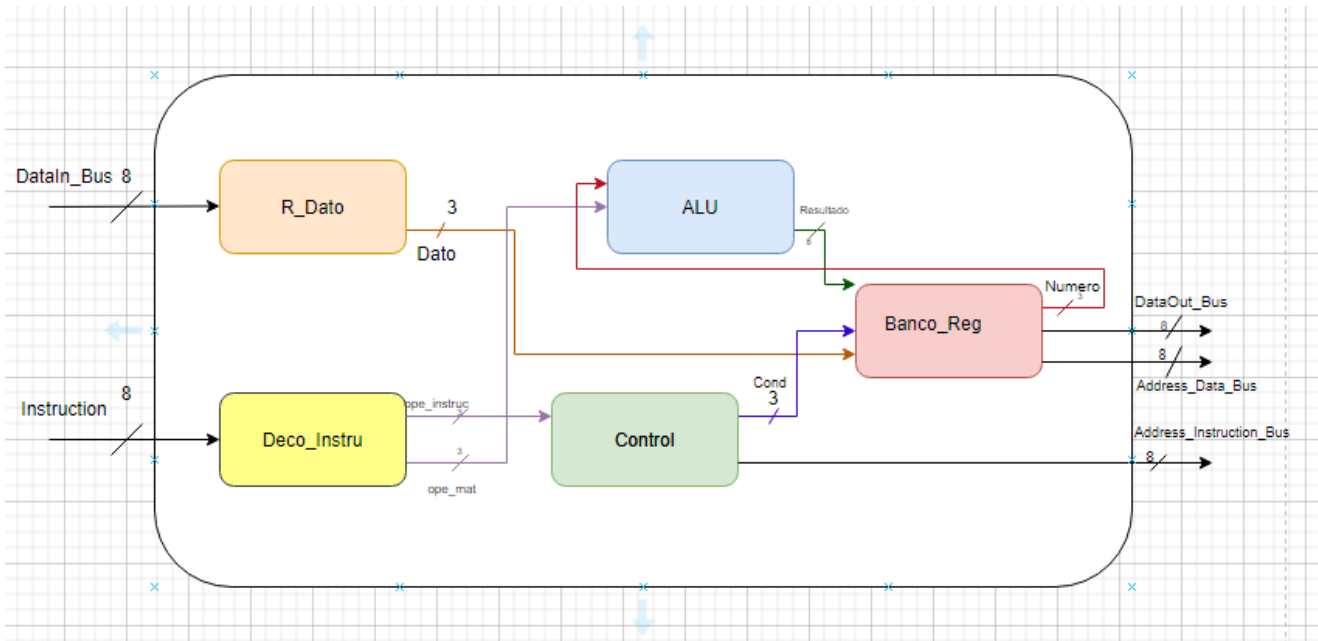 DataIn_Bus 8
R_Dato
3
Dato
ALU
Resultado
8
Numero
3
Banco_Reg
DataOut_Bus
8
8
Address_Data_Bus
Instruction
8
Deco_Instru
ope_instruc
3
3
ope_mat
Control
Cond
3
Address_Instruction_Bus
8